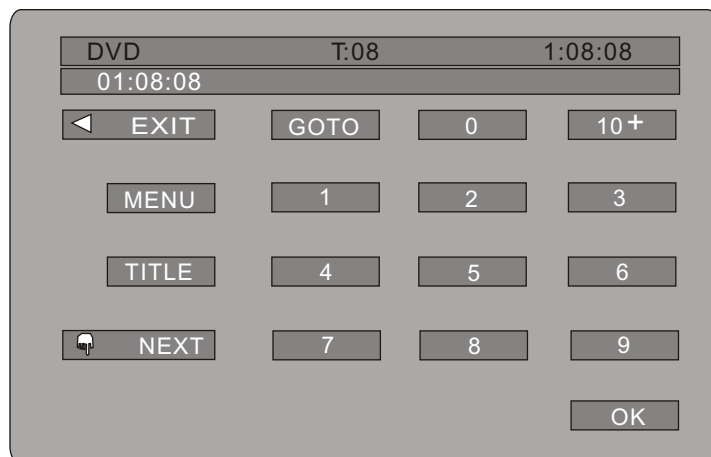 DVD T:08 1:08:08
01:08:08
EXIT GOTO 0 10+
MENU 1 2 3
TITLE 4 5 6
NEXT 7 8 9
OK